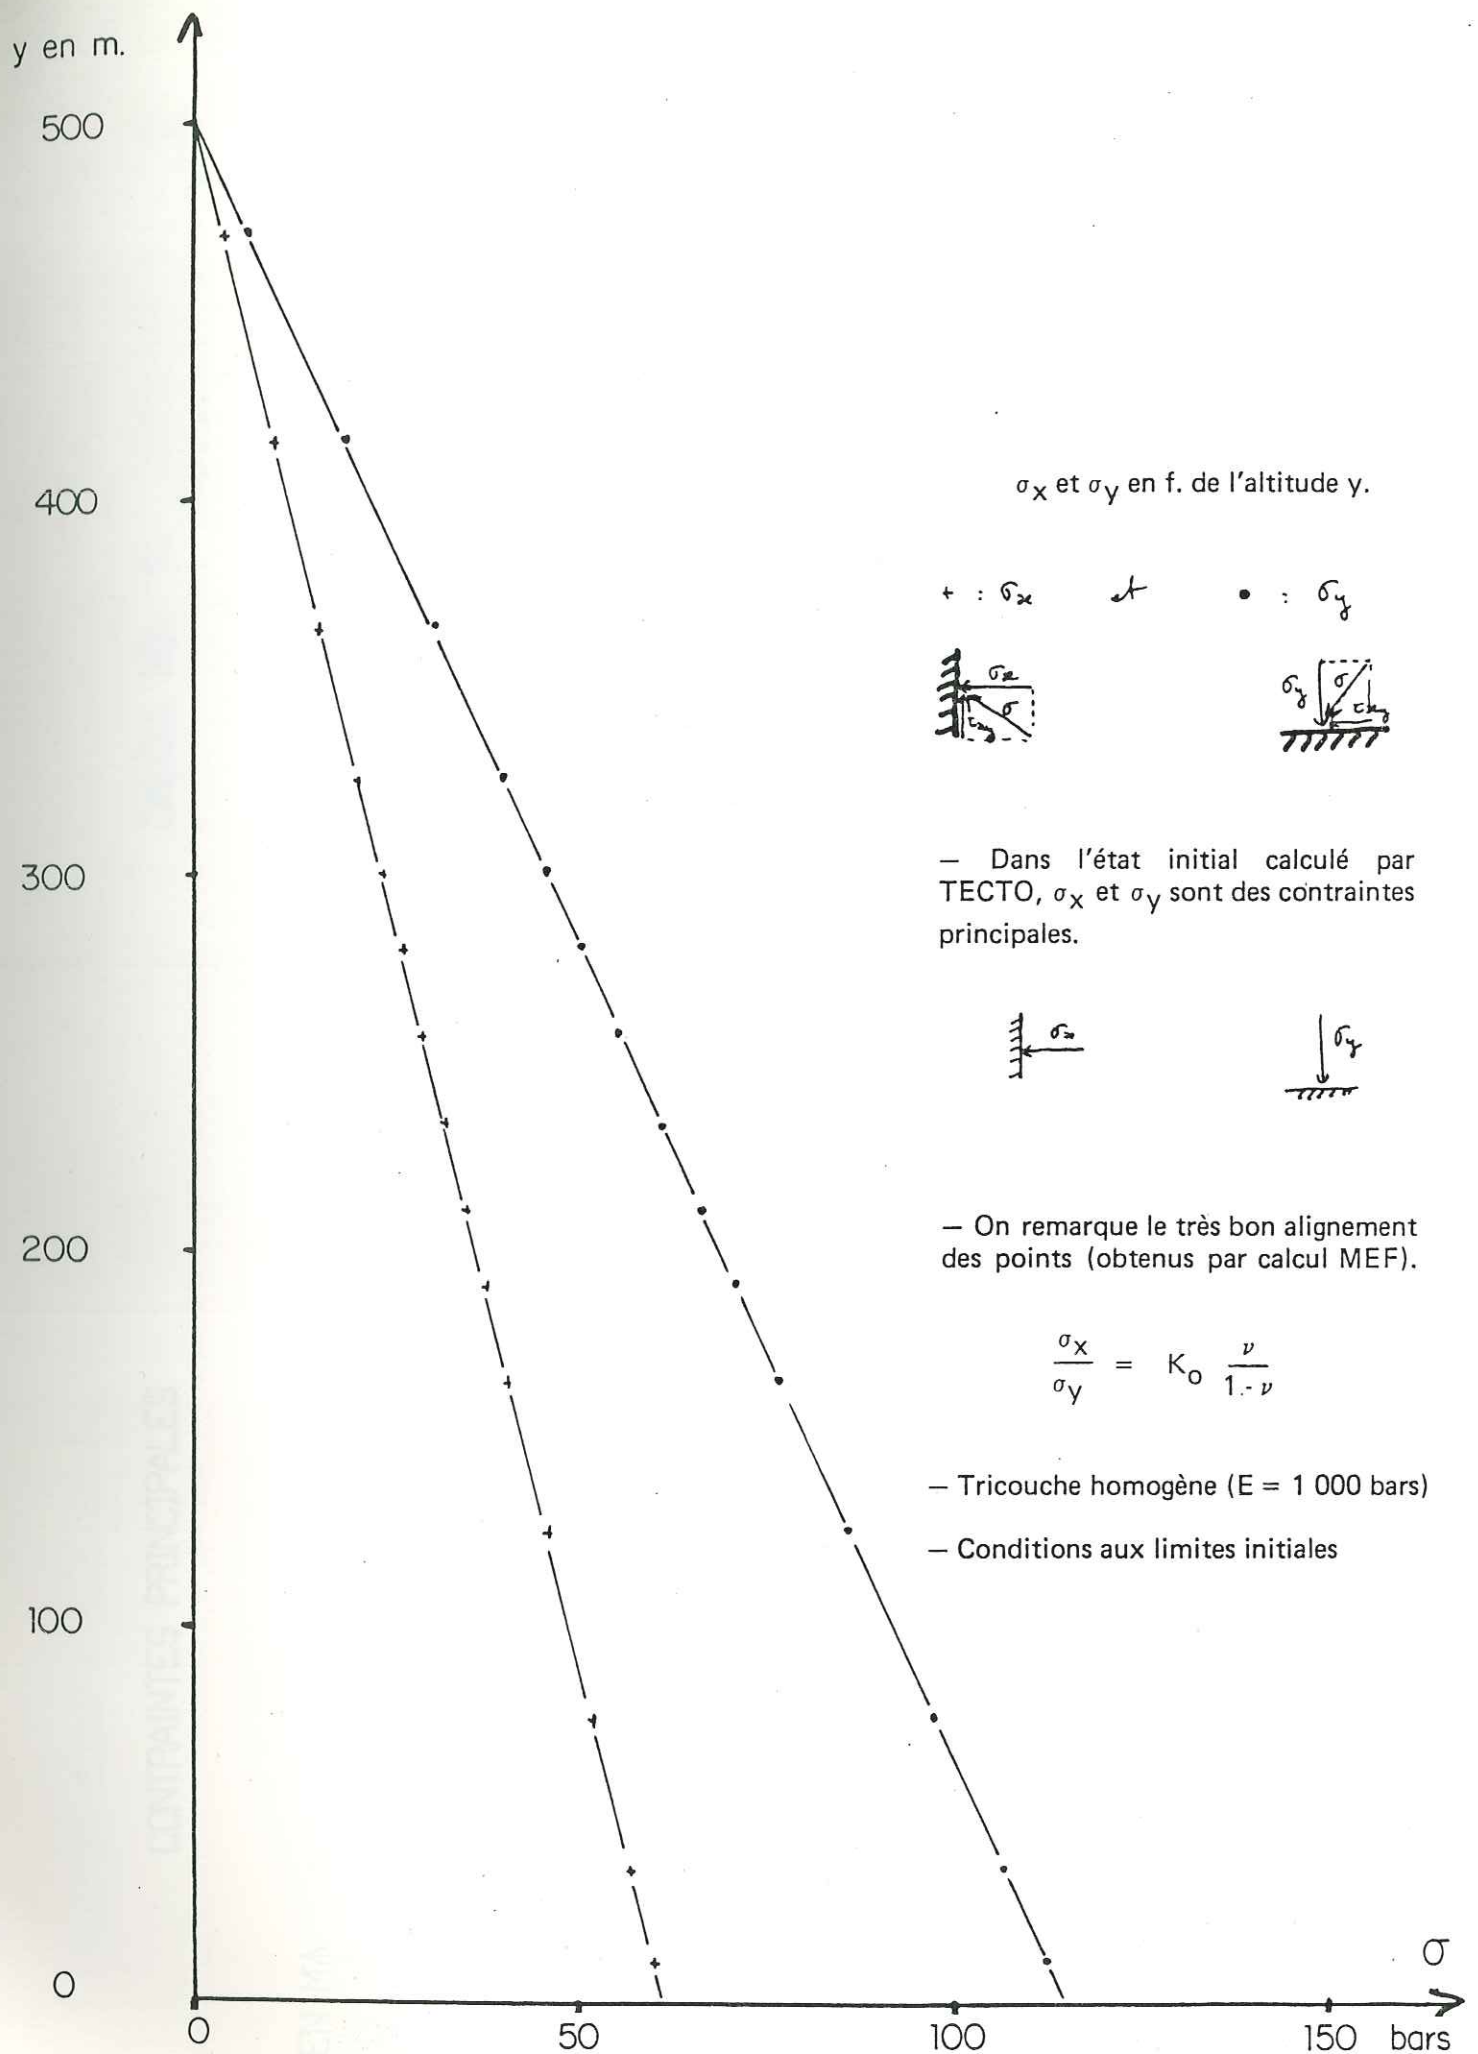 y en m.
500
400
300
200
100
0
0
50
100
150 bars
σ
σx et σy en f. de l'altitude y.
+ : σx et • : σy
σx
σ
τxy
σy
σ
τxy
— Dans l'état initial calculé par
TECTO, σx et σy sont des contraintes
principales.
σx
σy
— On remarque le très bon alignement
des points (obtenus par calcul MEF).
σx / σy = Ko ν / 1.- ν
— Tricouche homogène (E = 1 000 bars)
— Conditions aux limites initiales
CONTRAINTES PRINCIPALES